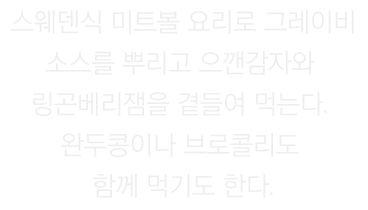 스웨덴식 미트볼 요리로 그레이비
소스를 뿌리고 으깬감자와
링곤베리잼을 곁들여 먹는다.
완두콩이나 브로콜리도
함께 먹기도 한다.